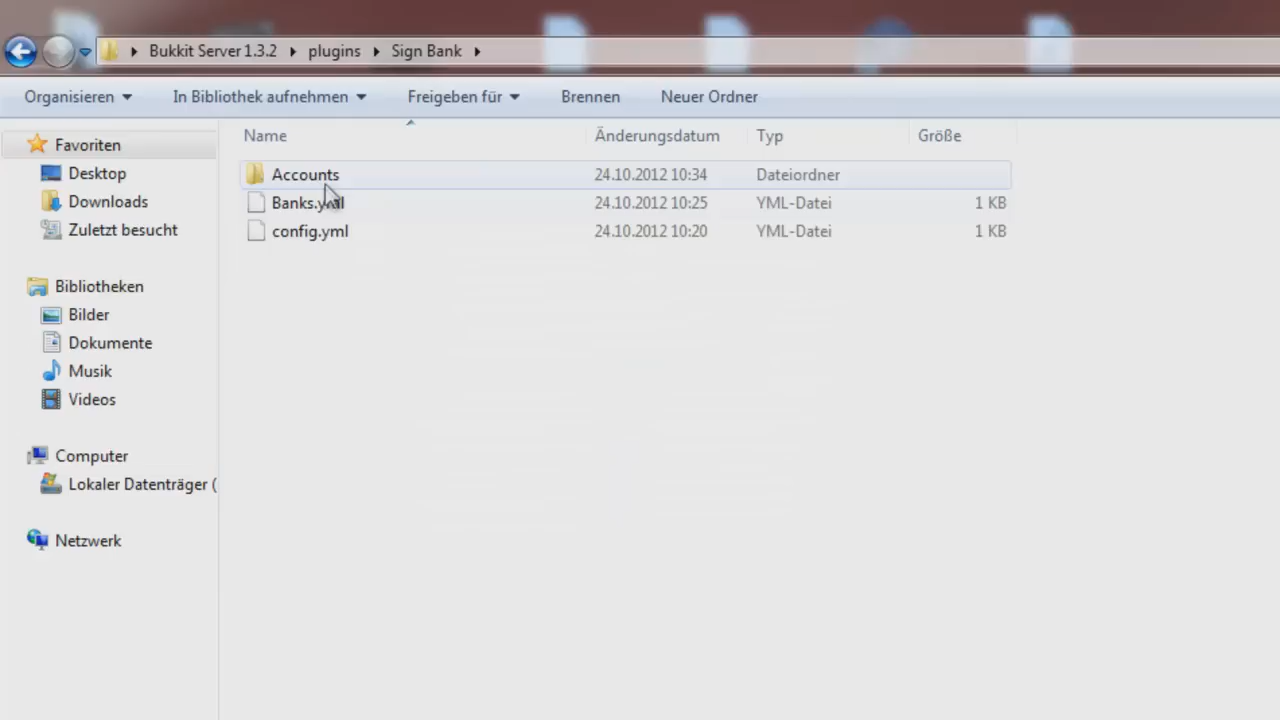 Bukkit Server 1.3.2 plugins Sign Bank
Organisieren In Bibliothek aufnehmen Freigeben für Brennen Neuer Ordner
Name Änderungsdatum Typ Größe
Favoriten
Desktop
Downloads
Zuletzt besucht
Bibliotheken
Bilder
Dokumente
Musik
Videos
Computer
Lokaler Datenträger (
Netzwerk
Accounts 24.10.2012 10:34 Dateiordner
Banks.yml 24.10.2012 10:25 YML-Datei 1 KB
config.yml 24.10.2012 10:20 YML-Datei 1 KB